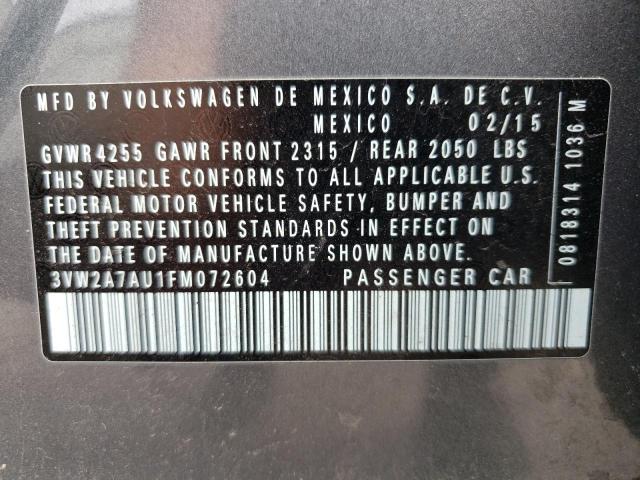 MFD BY VOLKSWAGEN DE MEXICO S.A. DE C.V.
MEXICO 02/15
GVWR 4255 GAWR FRONT 2315 / REAR 2050 LBS
THIS VEHICLE CONFORMS TO ALL APPLICABLE U.S.
FEDERAL MOTOR VEHICLE SAFETY, BUMPER AND
THEFT PREVENTION STANDARDS IN EFFECT ON
THE DATE OF MANUFACTURE SHOWN ABOVE.
3VW2A7AU1FM072604 PASSENGER CAR
0818314 1036 M